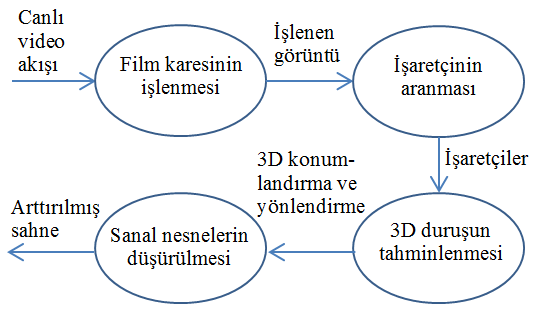 Canlı
video
akışı
Film karesinin
işlenmesi
İşlenen
görüntü
İşaretçinin
aranması
İşaretçiler
3D duruşun
tahminlenmesi
3D konum-
landırma ve
yönlendirme
Sanal nesnelerin
düşürülmesi
Arttırılmış
sahne